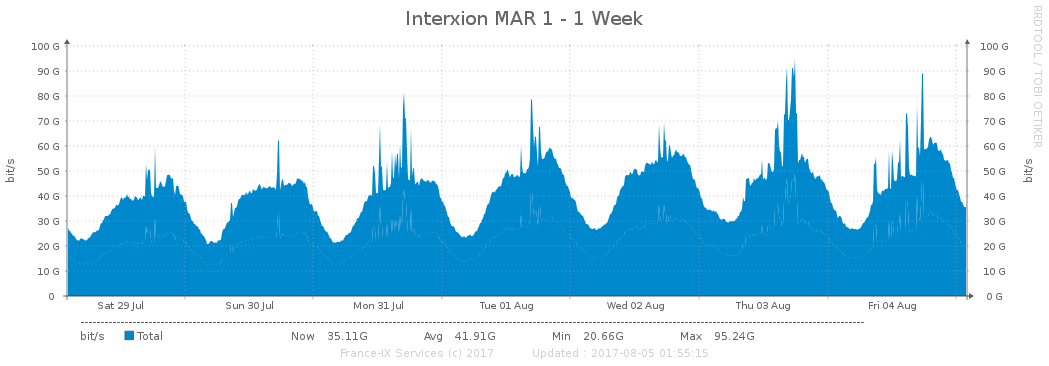 Interxion MAR 1 - 1 Week
RRDTOOL / TOBI OETIKER
100 G 100 G
90 G 90 G
80 G 80 G
70 G 70 G
60 G 60 G
50 G 50 G
40 G 40 G
30 G 30 G
20 G 20 G
10 G 10 G
0 0 G
bit/s bit/s
Sat 29 Jul Sun 30 Jul Mon 31 Jul Tue 01 Aug Wed 02 Aug Thu 03 Aug Fri 04 Aug
bit/s Total Now 35.11G Avg 41.91G Min 20.66G Max 95.24G
France-IX Services (c) 2017 Updated : 2017-08-05 01:55:15